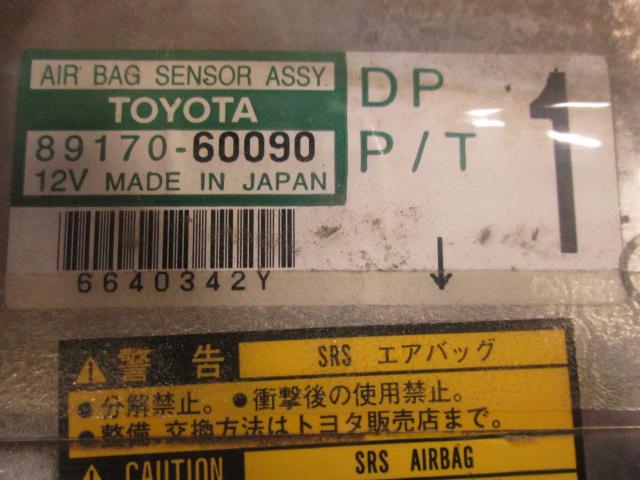 AIR BAG SENSOR ASSY.
TOYOTA
89170-60090
12V MADE IN JAPAN
DP
P/T
1
6640342Y
警告
SRS エアバッグ
●分解禁止。 ●衝撃後の使用禁止。
●整備、交換方法はトヨタ販売店まで。
CAUTION
SRS AIRBAG